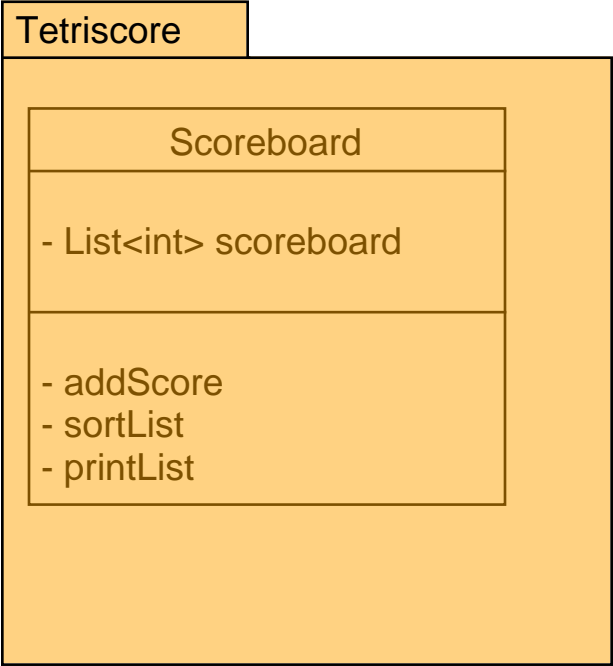 Tetriscore
Scoreboard
- List<int> scoreboard
- addScore
- sortList
- printList